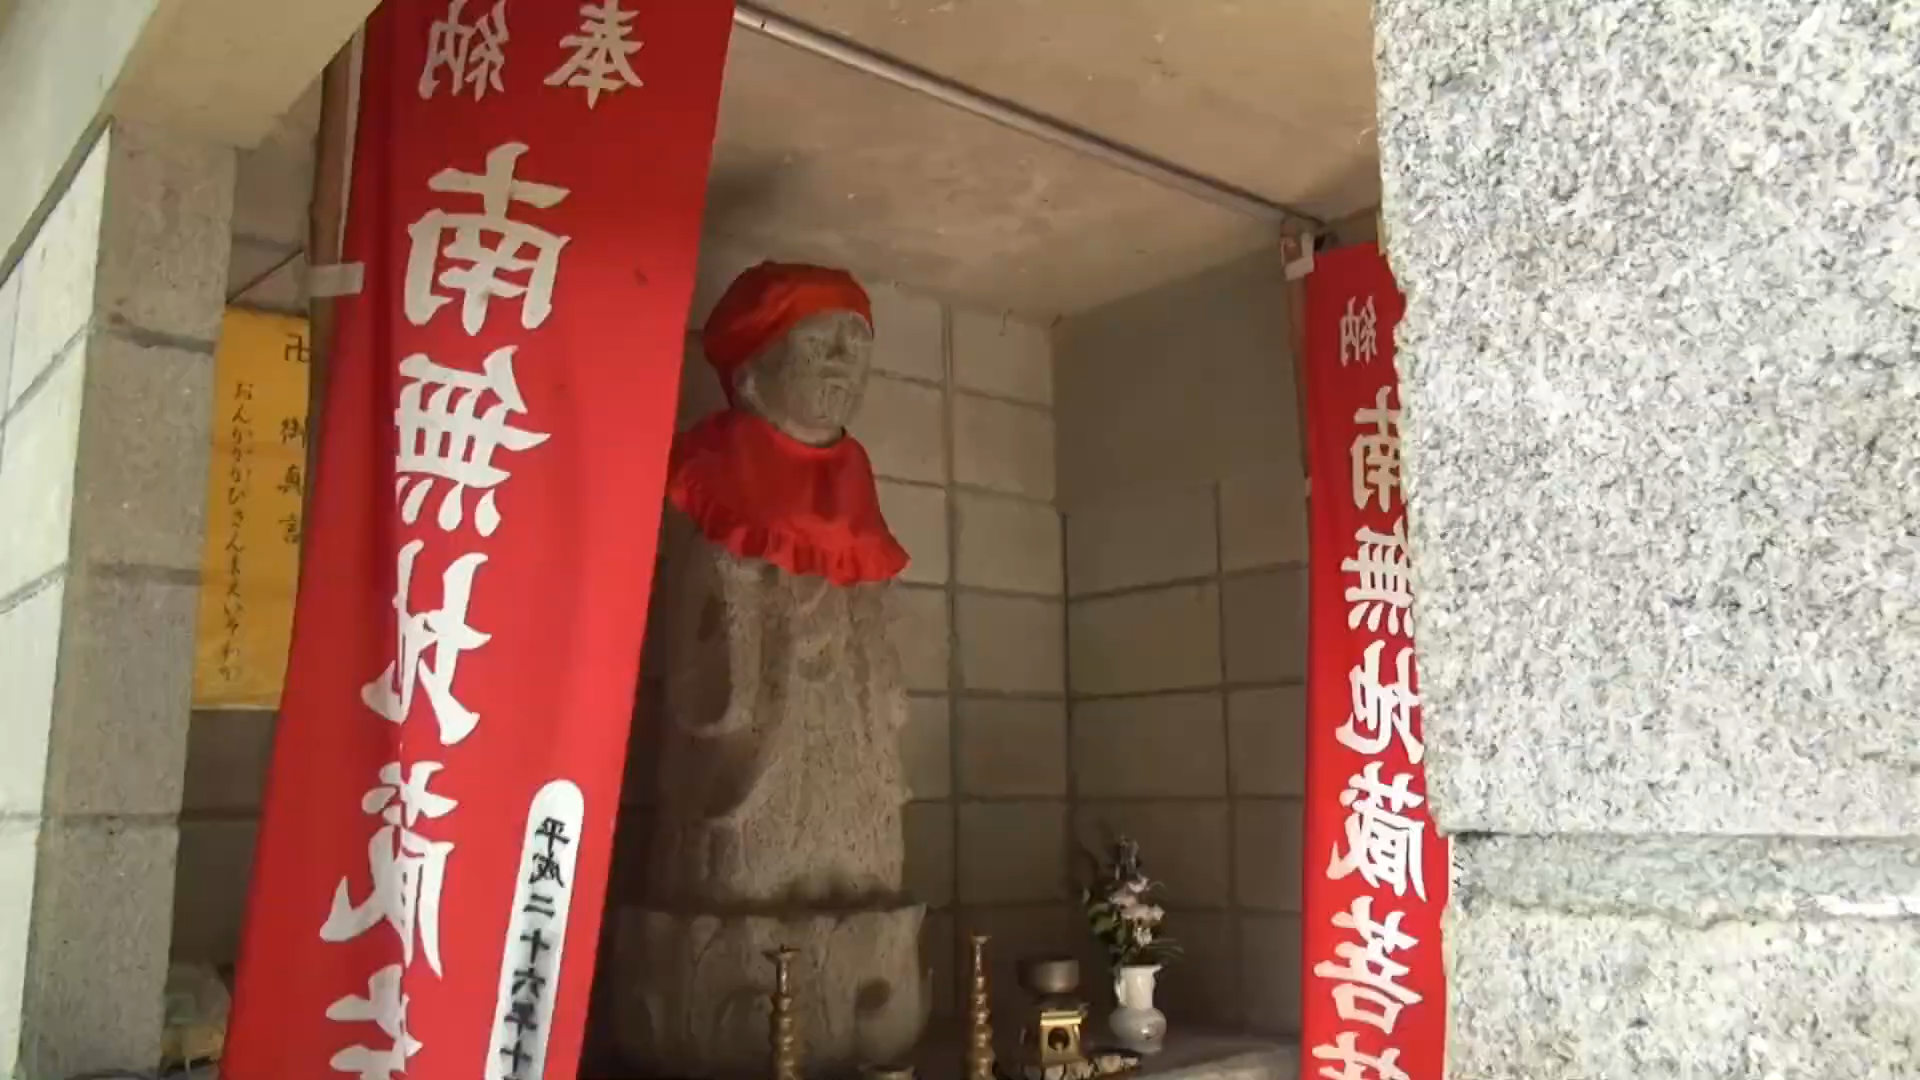 奉納
南無地蔵
平成二十六年十
納
南無地蔵菩
御真言
おんかかかびさんまえいそわか